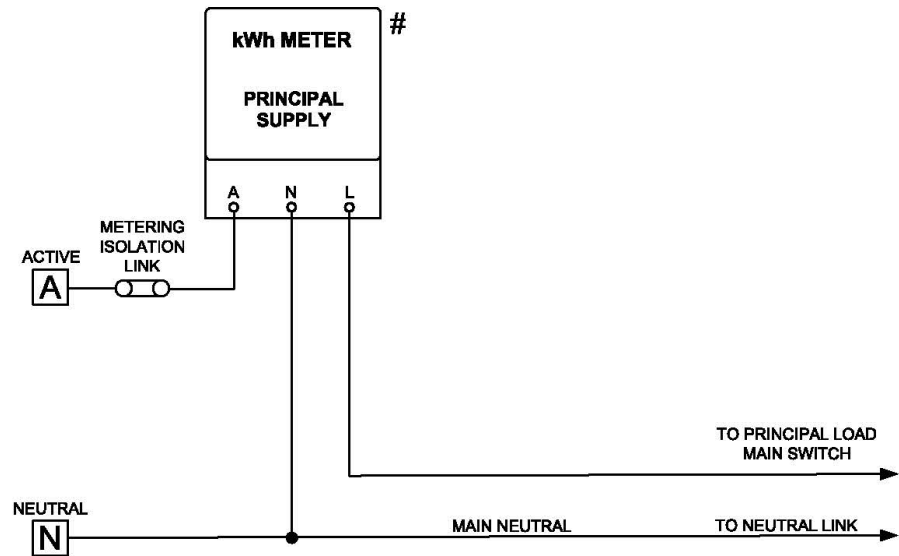 #
kWh METER
PRINCIPAL
SUPPLY
A N L
METERING
ISOLATION
LINK
ACTIVE
A
TO PRINCIPAL LOAD
MAIN SWITCH
NEUTRAL
N
MAIN NEUTRAL
TO NEUTRAL LINK